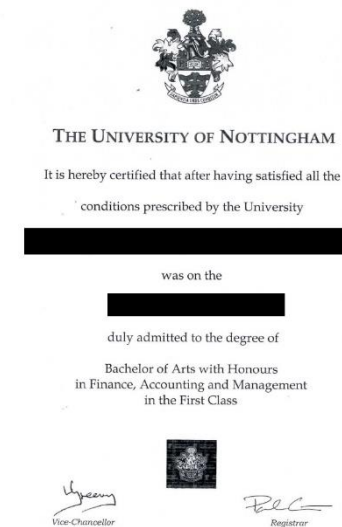 THE UNIVERSITY OF NOTTINGHAM
It is hereby certified that after having satisfied all the
conditions prescribed by the University
was on the
duly admitted to the degree of
Bachelor of Arts with Honours
in Finance, Accounting and Management
in the First Class
Vice-Chancellor
Registrar